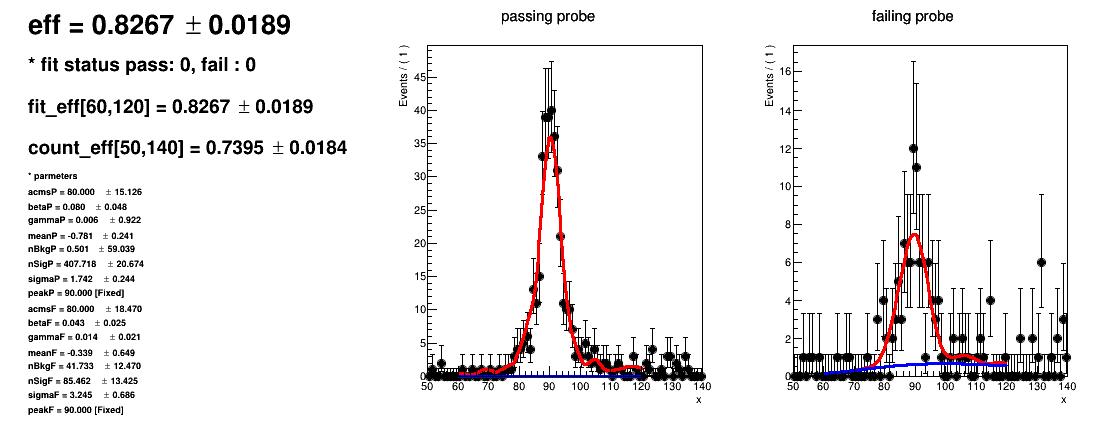 eff = 0.8267 ± 0.0189
* fit status pass: 0, fail : 0
fit_eff[60,120] = 0.8267 ± 0.0189
count_eff[50,140] = 0.7395 ± 0.0184
* parmeters
acmsP = 80.000 ± 15.126
betaP = 0.080 ± 0.048
gammaP = 0.006 ± 0.922
meanP = -0.781 ± 0.241
nBkgP = 0.501 ± 59.039
nSigP = 407.718 ± 20.674
sigmaP = 1.742 ± 0.244
peakP = 90.000 [Fixed]
acmsF = 80.000 ± 18.470
betaF = 0.043 ± 0.025
gammaF = 0.014 ± 0.021
meanF = -0.339 ± 0.649
nBkgF = 41.733 ± 12.470
nSigF = 85.462 ± 13.425
sigmaF = 3.245 ± 0.686
peakF = 90.000 [Fixed]
passing probe
Events / ( 1 )
45
40
35
30
25
20
15
10
5
0
50 60 70 80 90 100 110 120 130 140
x
failing probe
Events / ( 1 )
16
14
12
10
8
6
4
2
0
50 60 70 80 90 100 110 120 130 140
x